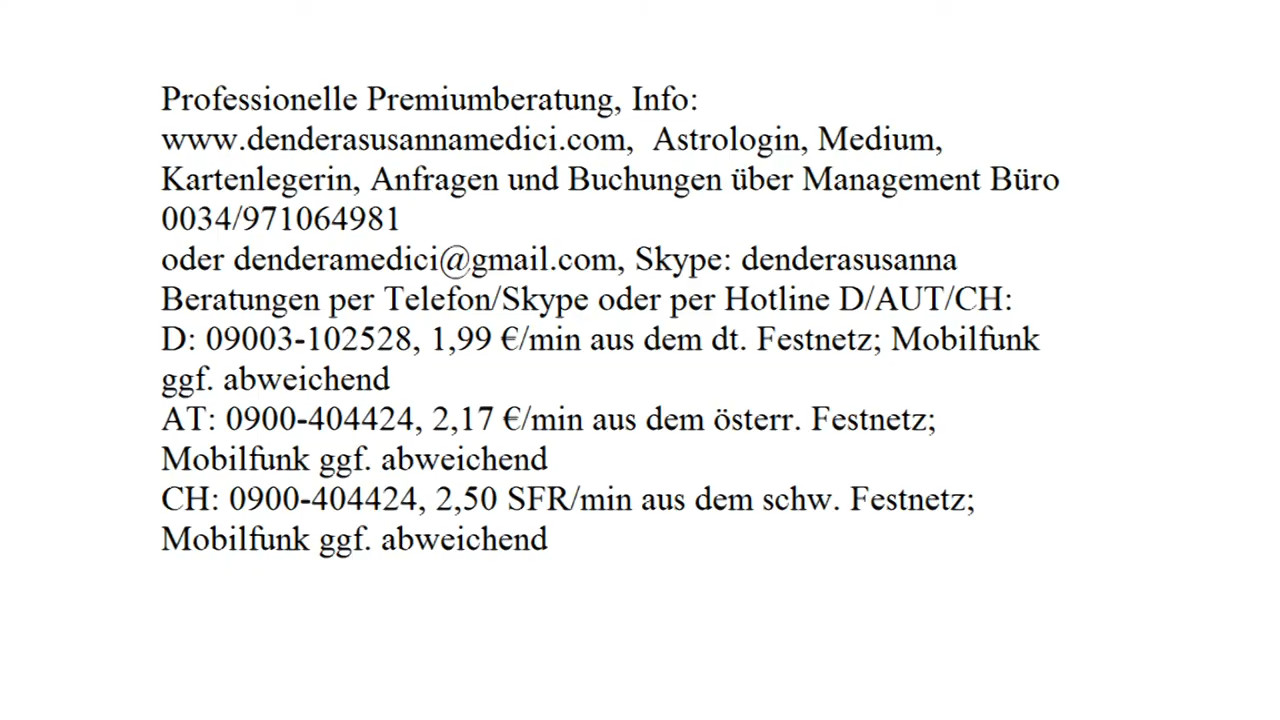 Professionelle Premiumberatung, Info:
www.denderasusannamedici.com,  Astrologin, Medium,
Kartenlegerin, Anfragen und Buchungen über Management Büro
0034/971064981
oder denderamedici@gmail.com, Skype: denderasusanna
Beratungen per Telefon/Skype oder per Hotline D/AUT/CH:
D: 09003-102528, 1,99 €/min aus dem dt. Festnetz; Mobilfunk
ggf. abweichend
AT: 0900-404424, 2,17 €/min aus dem österr. Festnetz;
Mobilfunk ggf. abweichend
CH: 0900-404424, 2,50 SFR/min aus dem schw. Festnetz;
Mobilfunk ggf. abweichend